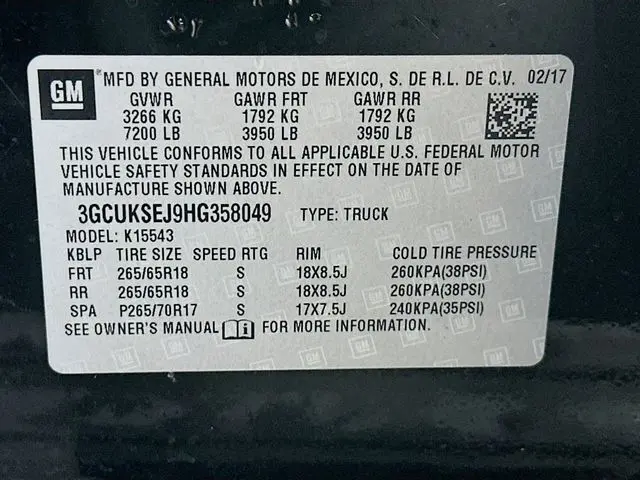 GM MFD BY GENERAL MOTORS DE MEXICO, S. DE R.L. DE C.V. 02/17
GVWR GAWR FRT GAWR RR
3266 KG 1792 KG 1792 KG
7200 LB 3950 LB 3950 LB
THIS VEHICLE CONFORMS TO ALL APPLICABLE U.S. FEDERAL MOTOR
VEHICLE SAFETY STANDARDS IN EFFECT ON THE DATE OF
MANUFACTURE SHOWN ABOVE.
3GCUKSEJ9HG358049 TYPE: TRUCK
MODEL: K15543
KBLP TIRE SIZE SPEED RTG RIM COLD TIRE PRESSURE
FRT 265/65R18 S 18X8.5J 260KPA(38PSI)
RR 265/65R18 S 18X8.5J 260KPA(38PSI)
SPA P265/70R17 S 17X7.5J 240KPA(35PSI)
SEE OWNER'S MANUAL FOR MORE INFORMATION.